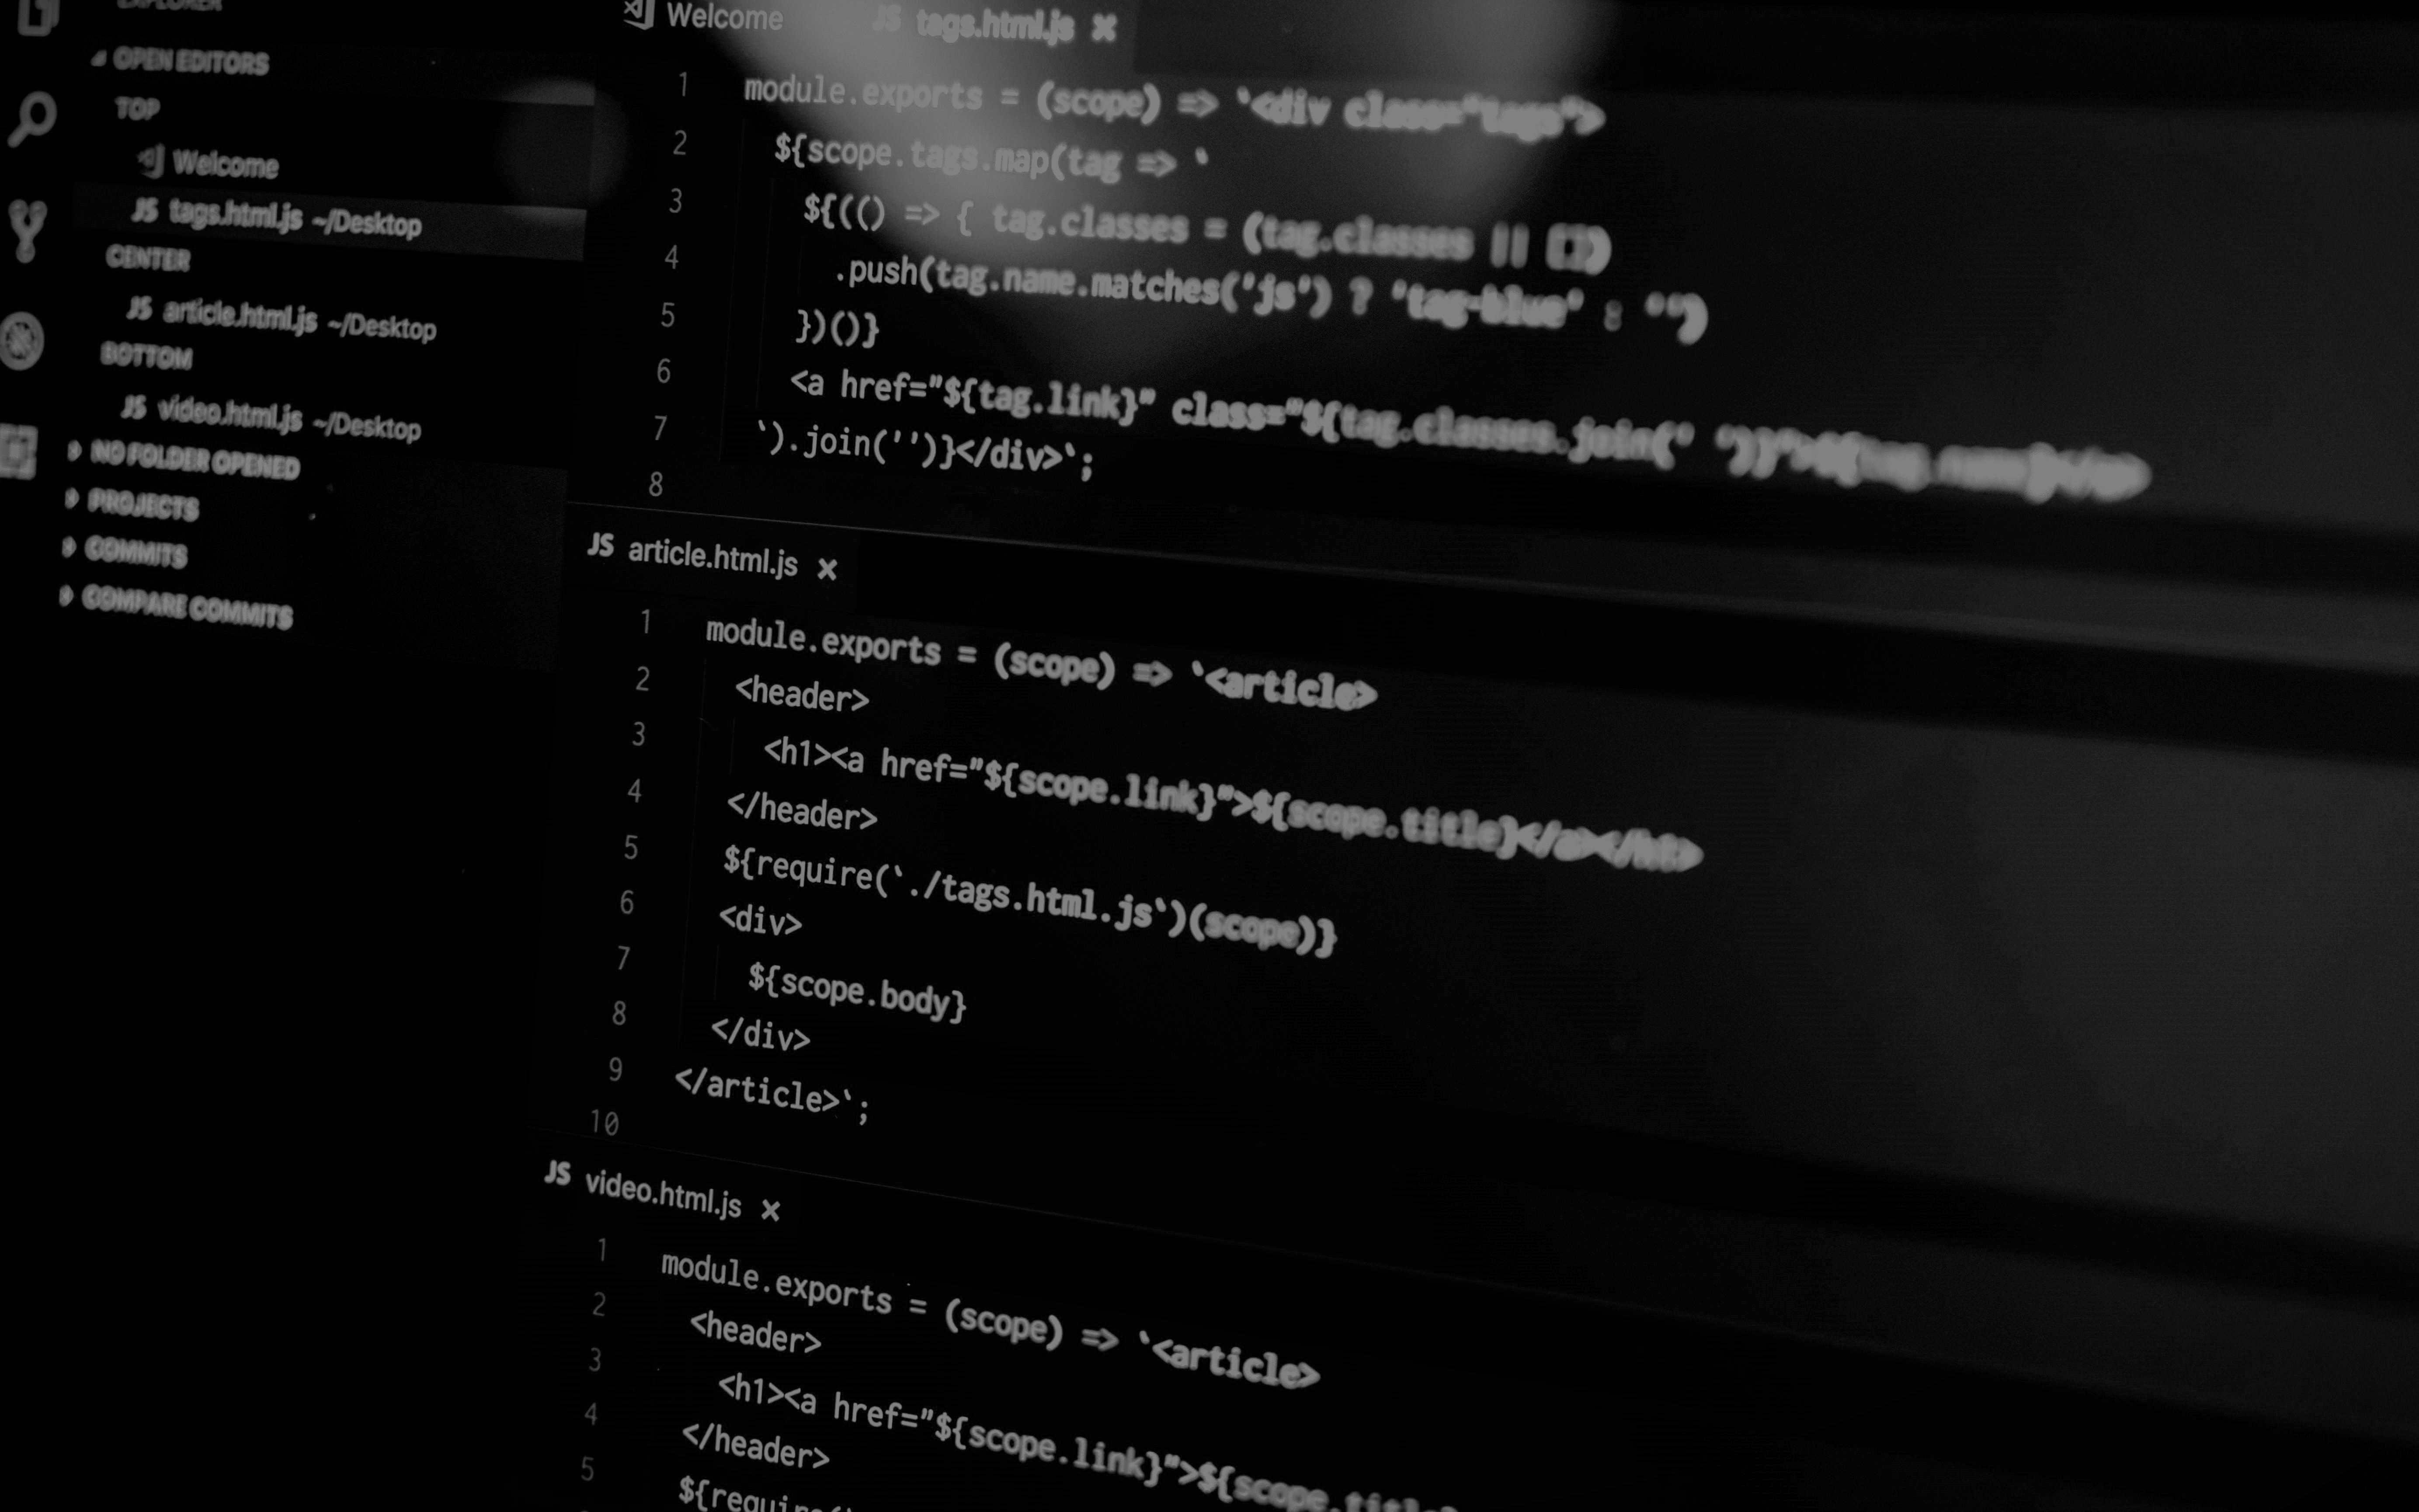 EXPLORER
OPEN EDITORS
TOP
Welcome
JS tags.html.js ~/Desktop
CENTER
JS article.html.js ~/Desktop
BOTTOM
JS video.html.js ~/Desktop
NO FOLDER OPENED
PROJECTS
COMMITS
COMPARE COMMITS
Welcome JS tags.html.js ×
1 module.exports = (scope) => `<div class="tags">
2 ${scope.tags.map(tag => `
3 ${(() => { tag.classes = (tag.classes || [])
4 .push(tag.name.matches('js') ? 'tag-blue' : '')
5 })()}
6 <a href="${tag.link}" class="${tag.classes.join(' ')}">${tag.name}</a>
7 `).join('')}</div>`;
8
JS article.html.js ×
1 module.exports = (scope) => `<article>
2 <header>
3 <h1><a href="${scope.link}">${scope.title}</a></h1>
4 </header>
5 ${require(`./tags.html.js`)(scope)}
6 <div>
7 ${scope.body}
8 </div>
9 </article>`;
10
JS video.html.js ×
1 module.exports = (scope) => `<article>
2 <header>
3 <h1><a href="${scope.link}">${scope.title}
4 </header>
5 ${require(`